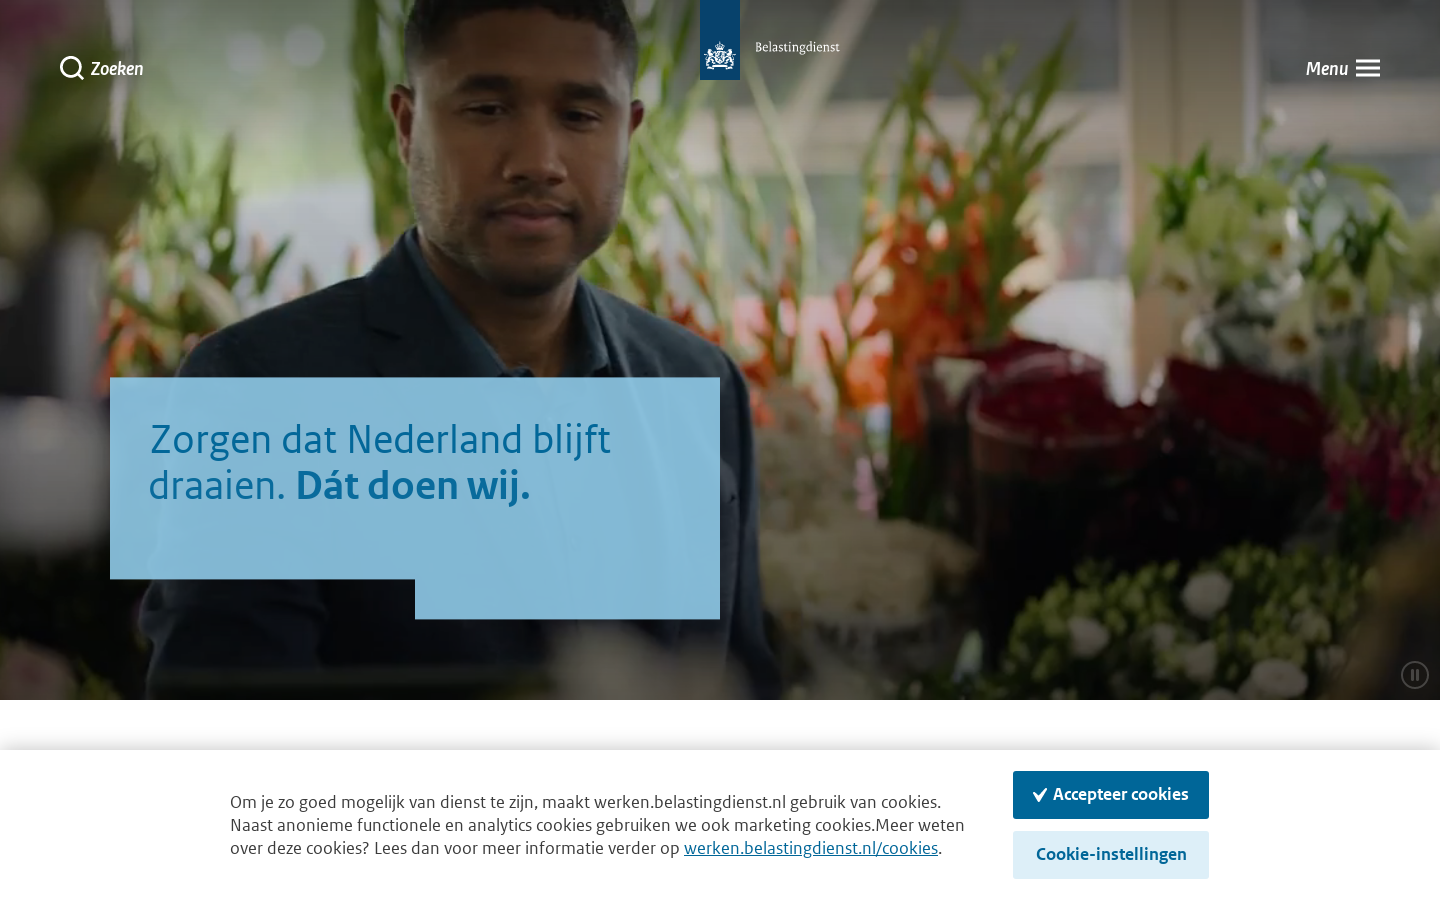 Zoeken
Belastingdienst
Menu
Zorgen dat Nederland blijft
draaien. Dát doen wij.
Om je zo goed mogelijk van dienst te zijn, maakt werken.belastingdienst.nl gebruik van cookies.
Naast anonieme functionele en analytics cookies gebruiken we ook marketing cookies.Meer weten
over deze cookies? Lees dan voor meer informatie verder op werken.belastingdienst.nl/cookies.
Accepteer cookies
Cookie-instellingen